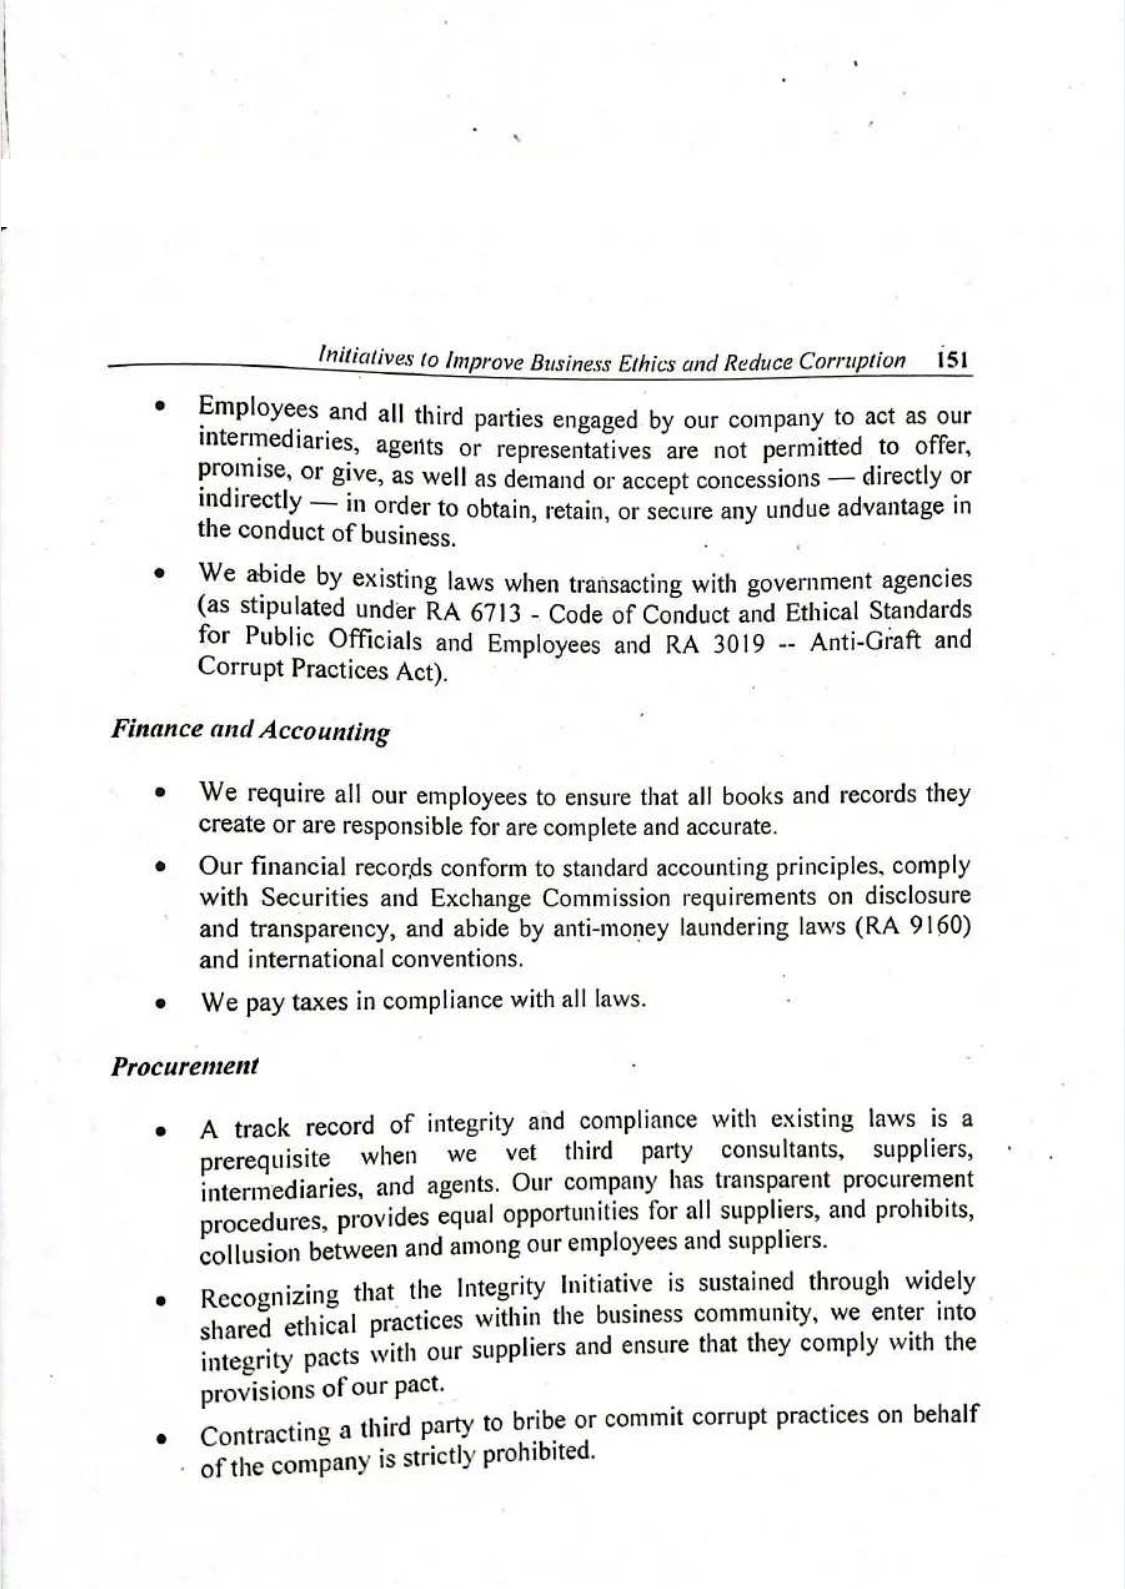 Initiatives to Improve Business Ethics and Reduce Corruption 151
• Employees and all third parties engaged by our company to act as our
intermediaries, agents or representatives are not permitted to offer,
promise, or give, as well as demand or accept concessions — directly or
indirectly — in order to obtain, retain, or secure any undue advantage in
the conduct of business.
• We abide by existing laws when transacting with government agencies
(as stipulated under RA 6713 - Code of Conduct and Ethical Standards
for Public Officials and Employees and RA 3019 -- Anti-Graft and
Corrupt Practices Act).
Finance and Accounting
• We require all our employees to ensure that all books and records they
create or are responsible for are complete and accurate.
• Our financial records conform to standard accounting principles, comply
with Securities and Exchange Commission requirements on disclosure
and transparency, and abide by anti-money laundering laws (RA 9160)
and international conventions.
• We pay taxes in compliance with all laws.
Procurement
• A track record of integrity and compliance with existing laws is a
prerequisite when we vet third party consultants, suppliers,
intermediaries, and agents. Our company has transparent procurement
procedures, provides equal opportunities for all suppliers, and prohibits,
collusion between and among our employees and suppliers.
• Recognizing that the Integrity Initiative is sustained through widely
shared ethical practices within the business community, we enter into
integrity pacts with our suppliers and ensure that they comply with the
provisions of our pact.
• Contracting a third party to bribe or commit corrupt practices on behalf
of the company is strictly prohibited.